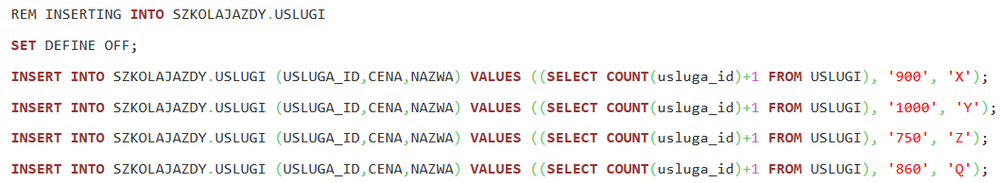 REM INSERTING INTO SZKOLAJAZDY.USLUGI
SET DEFINE OFF;
INSERT INTO SZKOLAJAZDY.USLUGI (USLUGA_ID,CENA,NAZWA) VALUES ((SELECT COUNT(usluga_id)+1 FROM USLUGI), '900', 'X');
INSERT INTO SZKOLAJAZDY.USLUGI (USLUGA_ID,CENA,NAZWA) VALUES ((SELECT COUNT(usluga_id)+1 FROM USLUGI), '1000', 'Y');
INSERT INTO SZKOLAJAZDY.USLUGI (USLUGA_ID,CENA,NAZWA) VALUES ((SELECT COUNT(usluga_id)+1 FROM USLUGI), '750', 'Z');
INSERT INTO SZKOLAJAZDY.USLUGI (USLUGA_ID,CENA,NAZWA) VALUES ((SELECT COUNT(usluga_id)+1 FROM USLUGI), '860', 'Q');